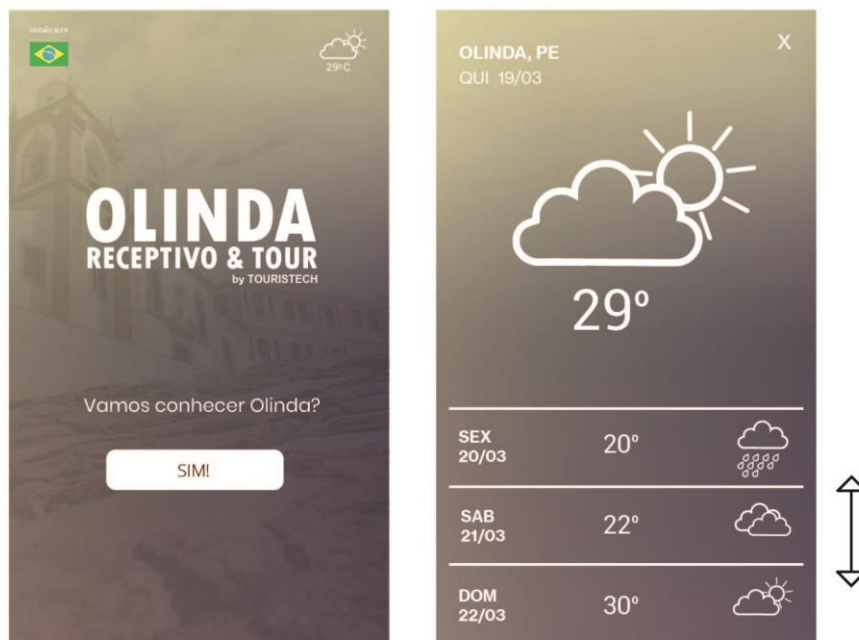 29ºC
OLINDA
RECEPTIVO & TOUR
by TOURISTECH
Vamos conhecer Olinda?
SIM!
OLINDA, PE
X
QUI 19/03
29º
SEX
20/03
20º
SAB
21/03
22º
DOM
22/03
30º